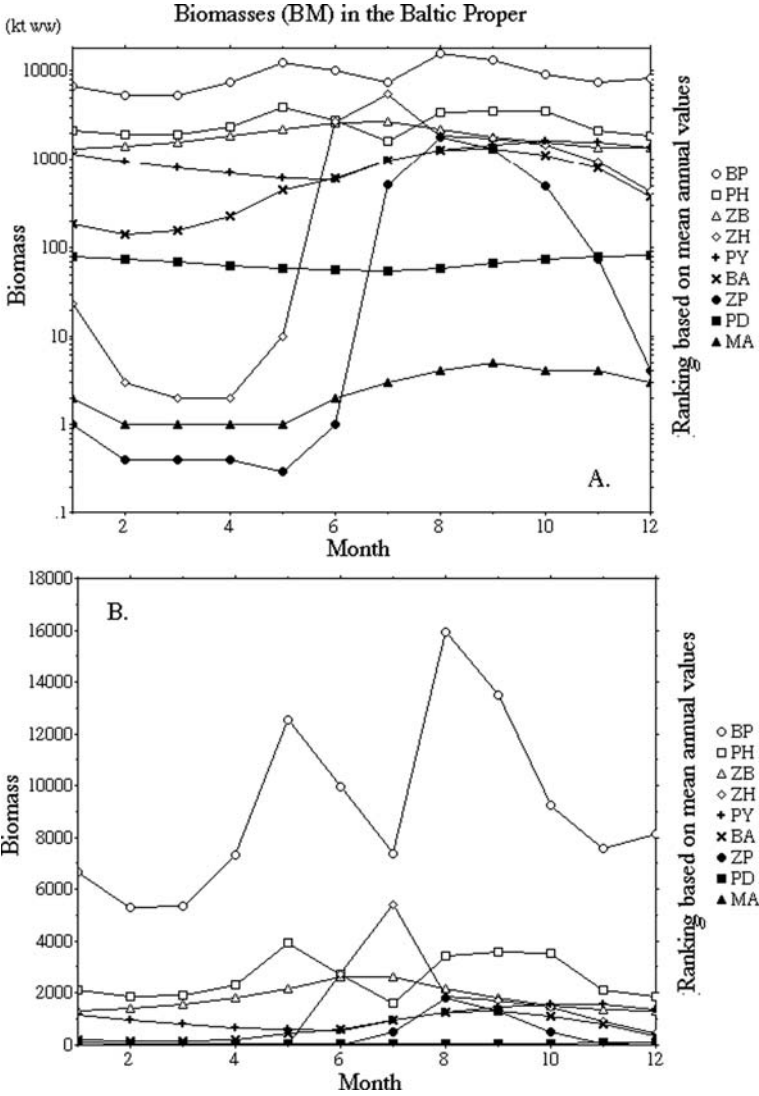 Biomasses (BM) in the Baltic Proper
(kt ww)
10000
1000
100
10
1
.1
Biomass
2
4
6
8
10
12
Month
A.
Ranking based on mean annual values
BP
PH
ZB
ZH
PY
BA
ZP
PD
MA
B.
18000
16000
14000
12000
10000
8000
6000
4000
2000
0
Biomass
2
4
6
8
10
12
Month
Ranking based on mean annual values
BP
PH
ZB
ZH
PY
BA
ZP
PD
MA